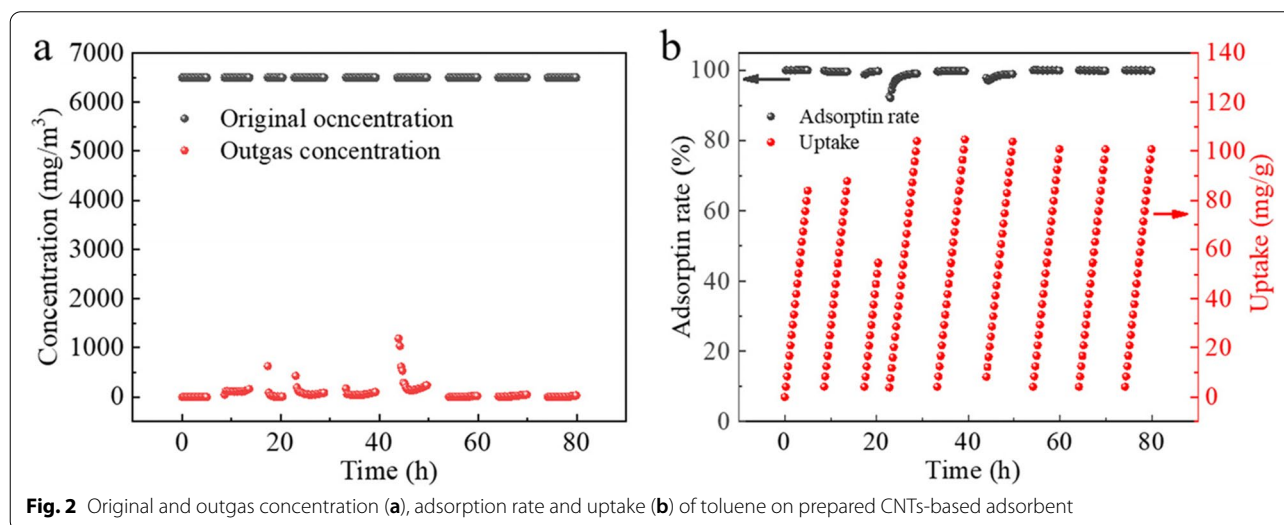 a
7000
6000
5000
4000
3000
2000
1000
0
Concentration (mg/m³)
Original ocncentration
Outgas concentration
0 20 40 60 80
Time (h)
b
100
80
60
40
20
0
Adsorptin rate (%)
Adsorptin rate
Uptake
140
120
100
80
60
40
20
0
Uptake (mg/g)
0 20 40 60 80
Time (h)
Fig. 2 Original and outgas concentration (a), adsorption rate and uptake (b) of toluene on prepared CNTs-based adsorbent